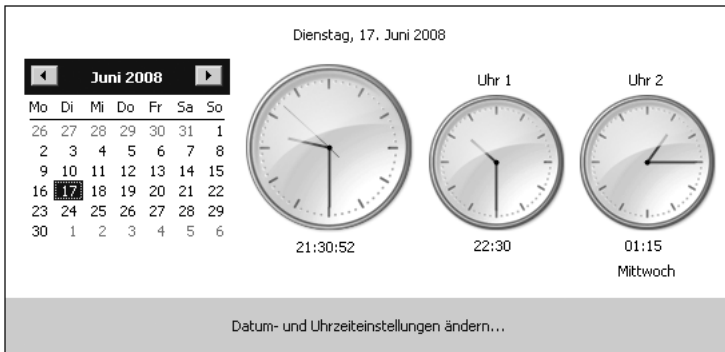 Dienstag, 17. Juni 2008
Juni 2008
Mo Di Mi Do Fr Sa So
26 27 28 29 30 31 1
2 3 4 5 6 7 8
9 10 11 12 13 14 15
16 17 18 19 20 21 22
23 24 25 26 27 28 29
30 1 2 3 4 5 6
21:30:52
Uhr 1
22:30
Uhr 2
01:15
Mittwoch
Datum- und Uhrzeiteinstellungen ändern...